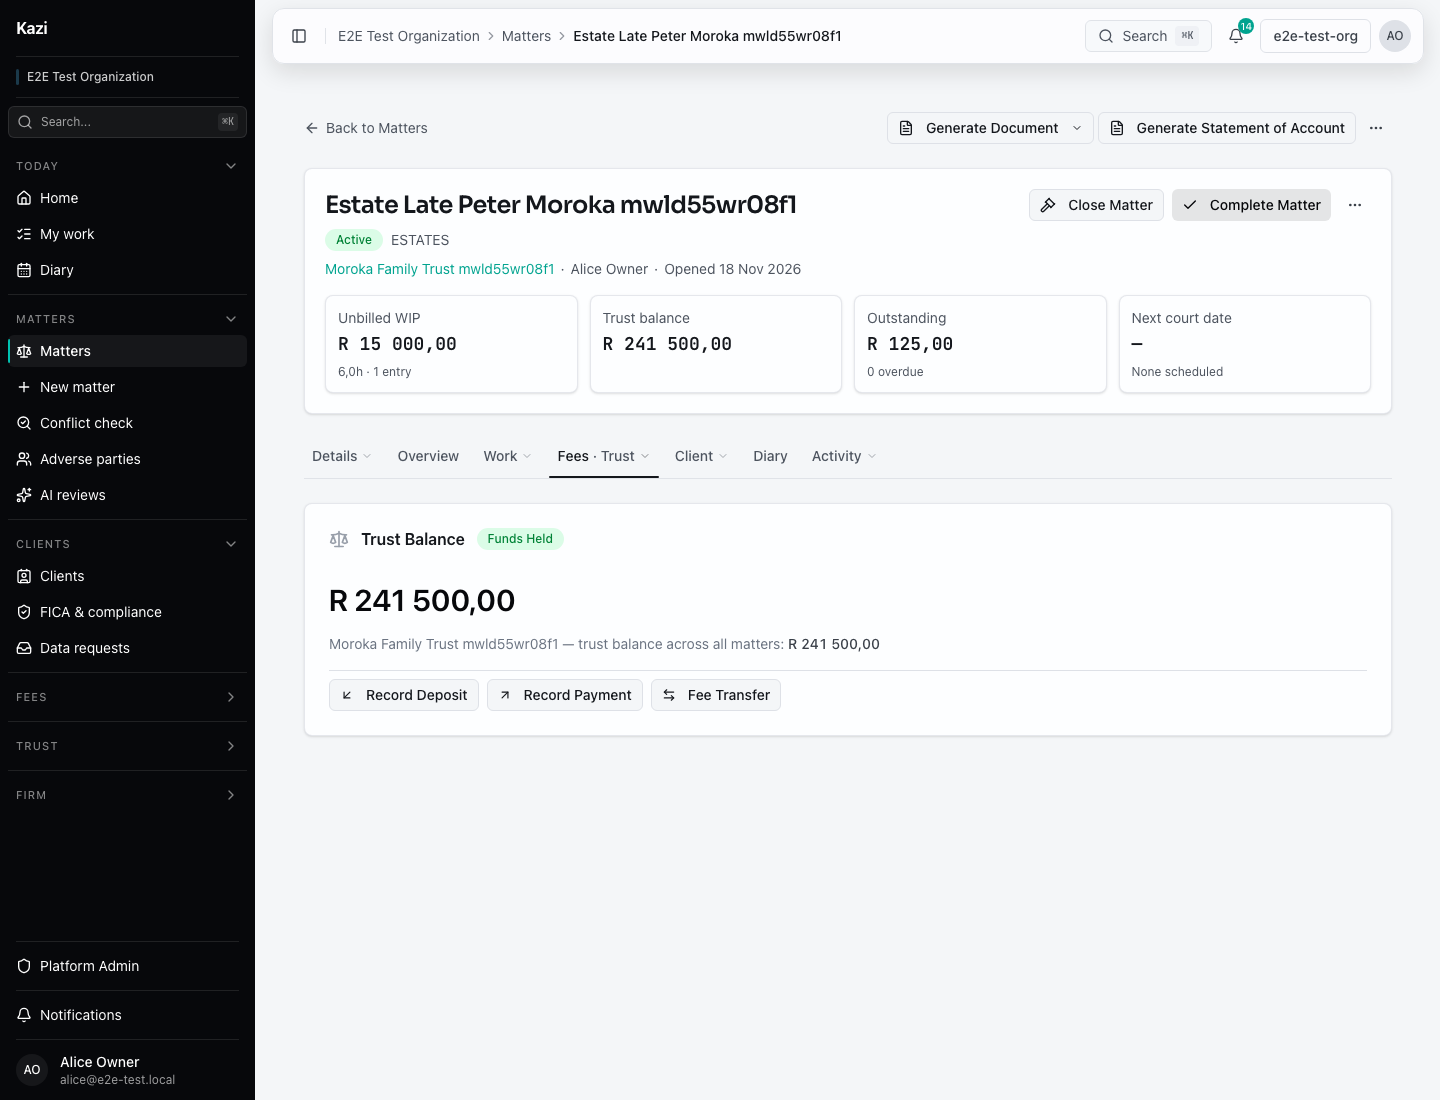 Kazi
E2E Test Organization
Search... ⌘K
TODAY
Home
My work
Diary
MATTERS
Matters
New matter
Conflict check
Adverse parties
AI reviews
CLIENTS
Clients
FICA & compliance
Data requests
FEES
TRUST
FIRM
Platform Admin
Notifications
AO Alice Owner
alice@e2e-test.local
E2E Test Organization > Matters > Estate Late Peter Moroka mwld55wr08f1
Search ⌘K
14
e2e-test-org
AO
Back to Matters
Generate Document
Generate Statement of Account
Estate Late Peter Moroka mwld55wr08f1
Close Matter
Complete Matter
Active ESTATES
Moroka Family Trust mwld55wr08f1 · Alice Owner · Opened 18 Nov 2026
Unbilled WIP
R 15 000,00
6,0h · 1 entry
Trust balance
R 241 500,00
Outstanding
R 125,00
0 overdue
Next court date
—
None scheduled
Details Overview Work Fees · Trust Client Diary Activity
Trust Balance Funds Held
R 241 500,00
Moroka Family Trust mwld55wr08f1 — trust balance across all matters: R 241 500,00
Record Deposit
Record Payment
Fee Transfer